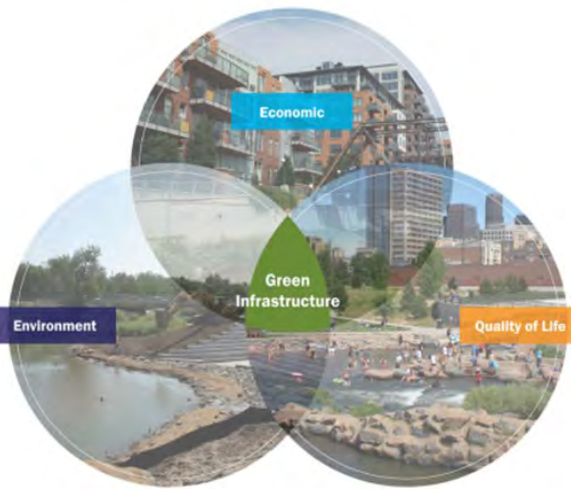 Economic
Green
Infrastructure
Environment
Quality of Life